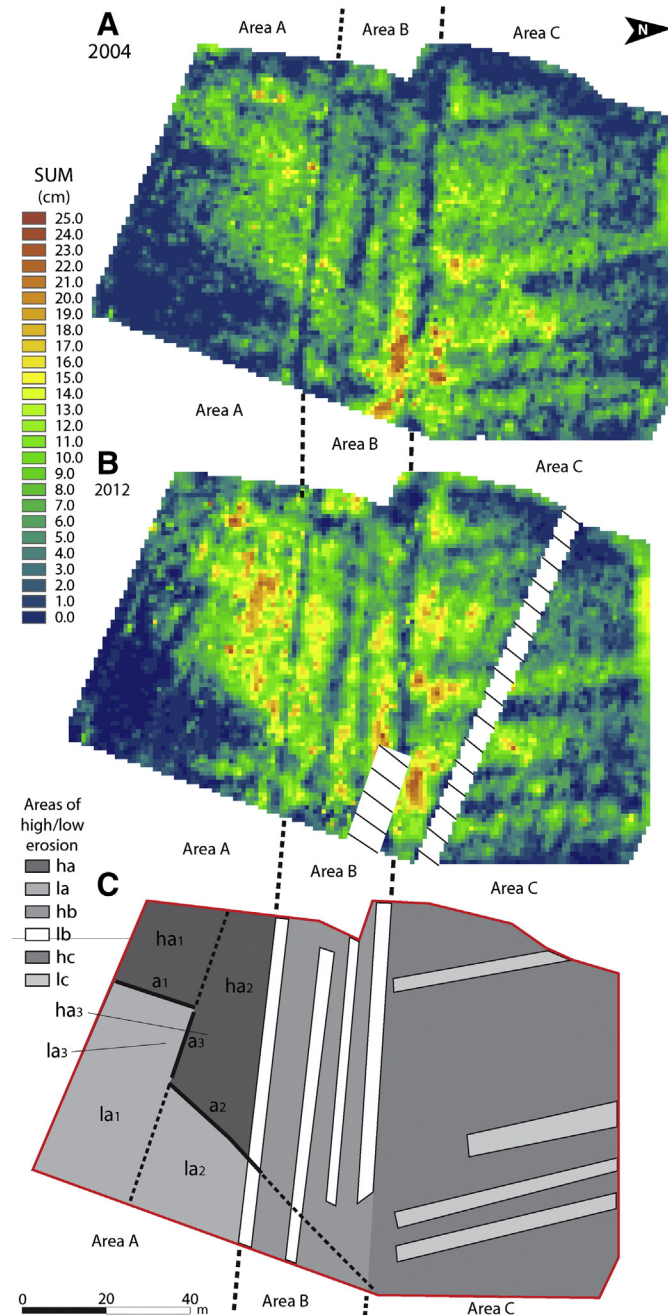 A
2004
Area A
Area B
Area C
N
SUM
(cm)
25.0
24.0
23.0
22.0
21.0
20.0
19.0
18.0
17.0
16.0
15.0
14.0
13.0
12.0
11.0
10.0
9.0
8.0
7.0
6.0
5.0
4.0
3.0
2.0
1.0
0.0
Area A
Area B
Area C
B
2012
Areas of
high/low
erosion
ha
la
hb
lb
hc
lc
Area A
Area B
Area C
C
ha1
a1
ha2
ha3
a3
la3
a2
la1
la2
Area A
Area B
Area C
0 20 40
m